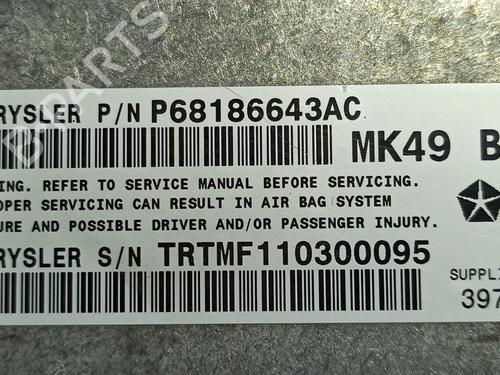 B-PARTS
RYSLER P/N P68186643AC
MK49 B
ING. REFER TO SERVICE MANUAL BEFORE SERVICING.
OPER SERVICING CAN RESULT IN AIR BAG SYSTEM
URE AND POSSIBLE DRIVER AND/OR PASSENGER INJURY.
RYSLER S/N TRTMF110300095
SUPPLI
397